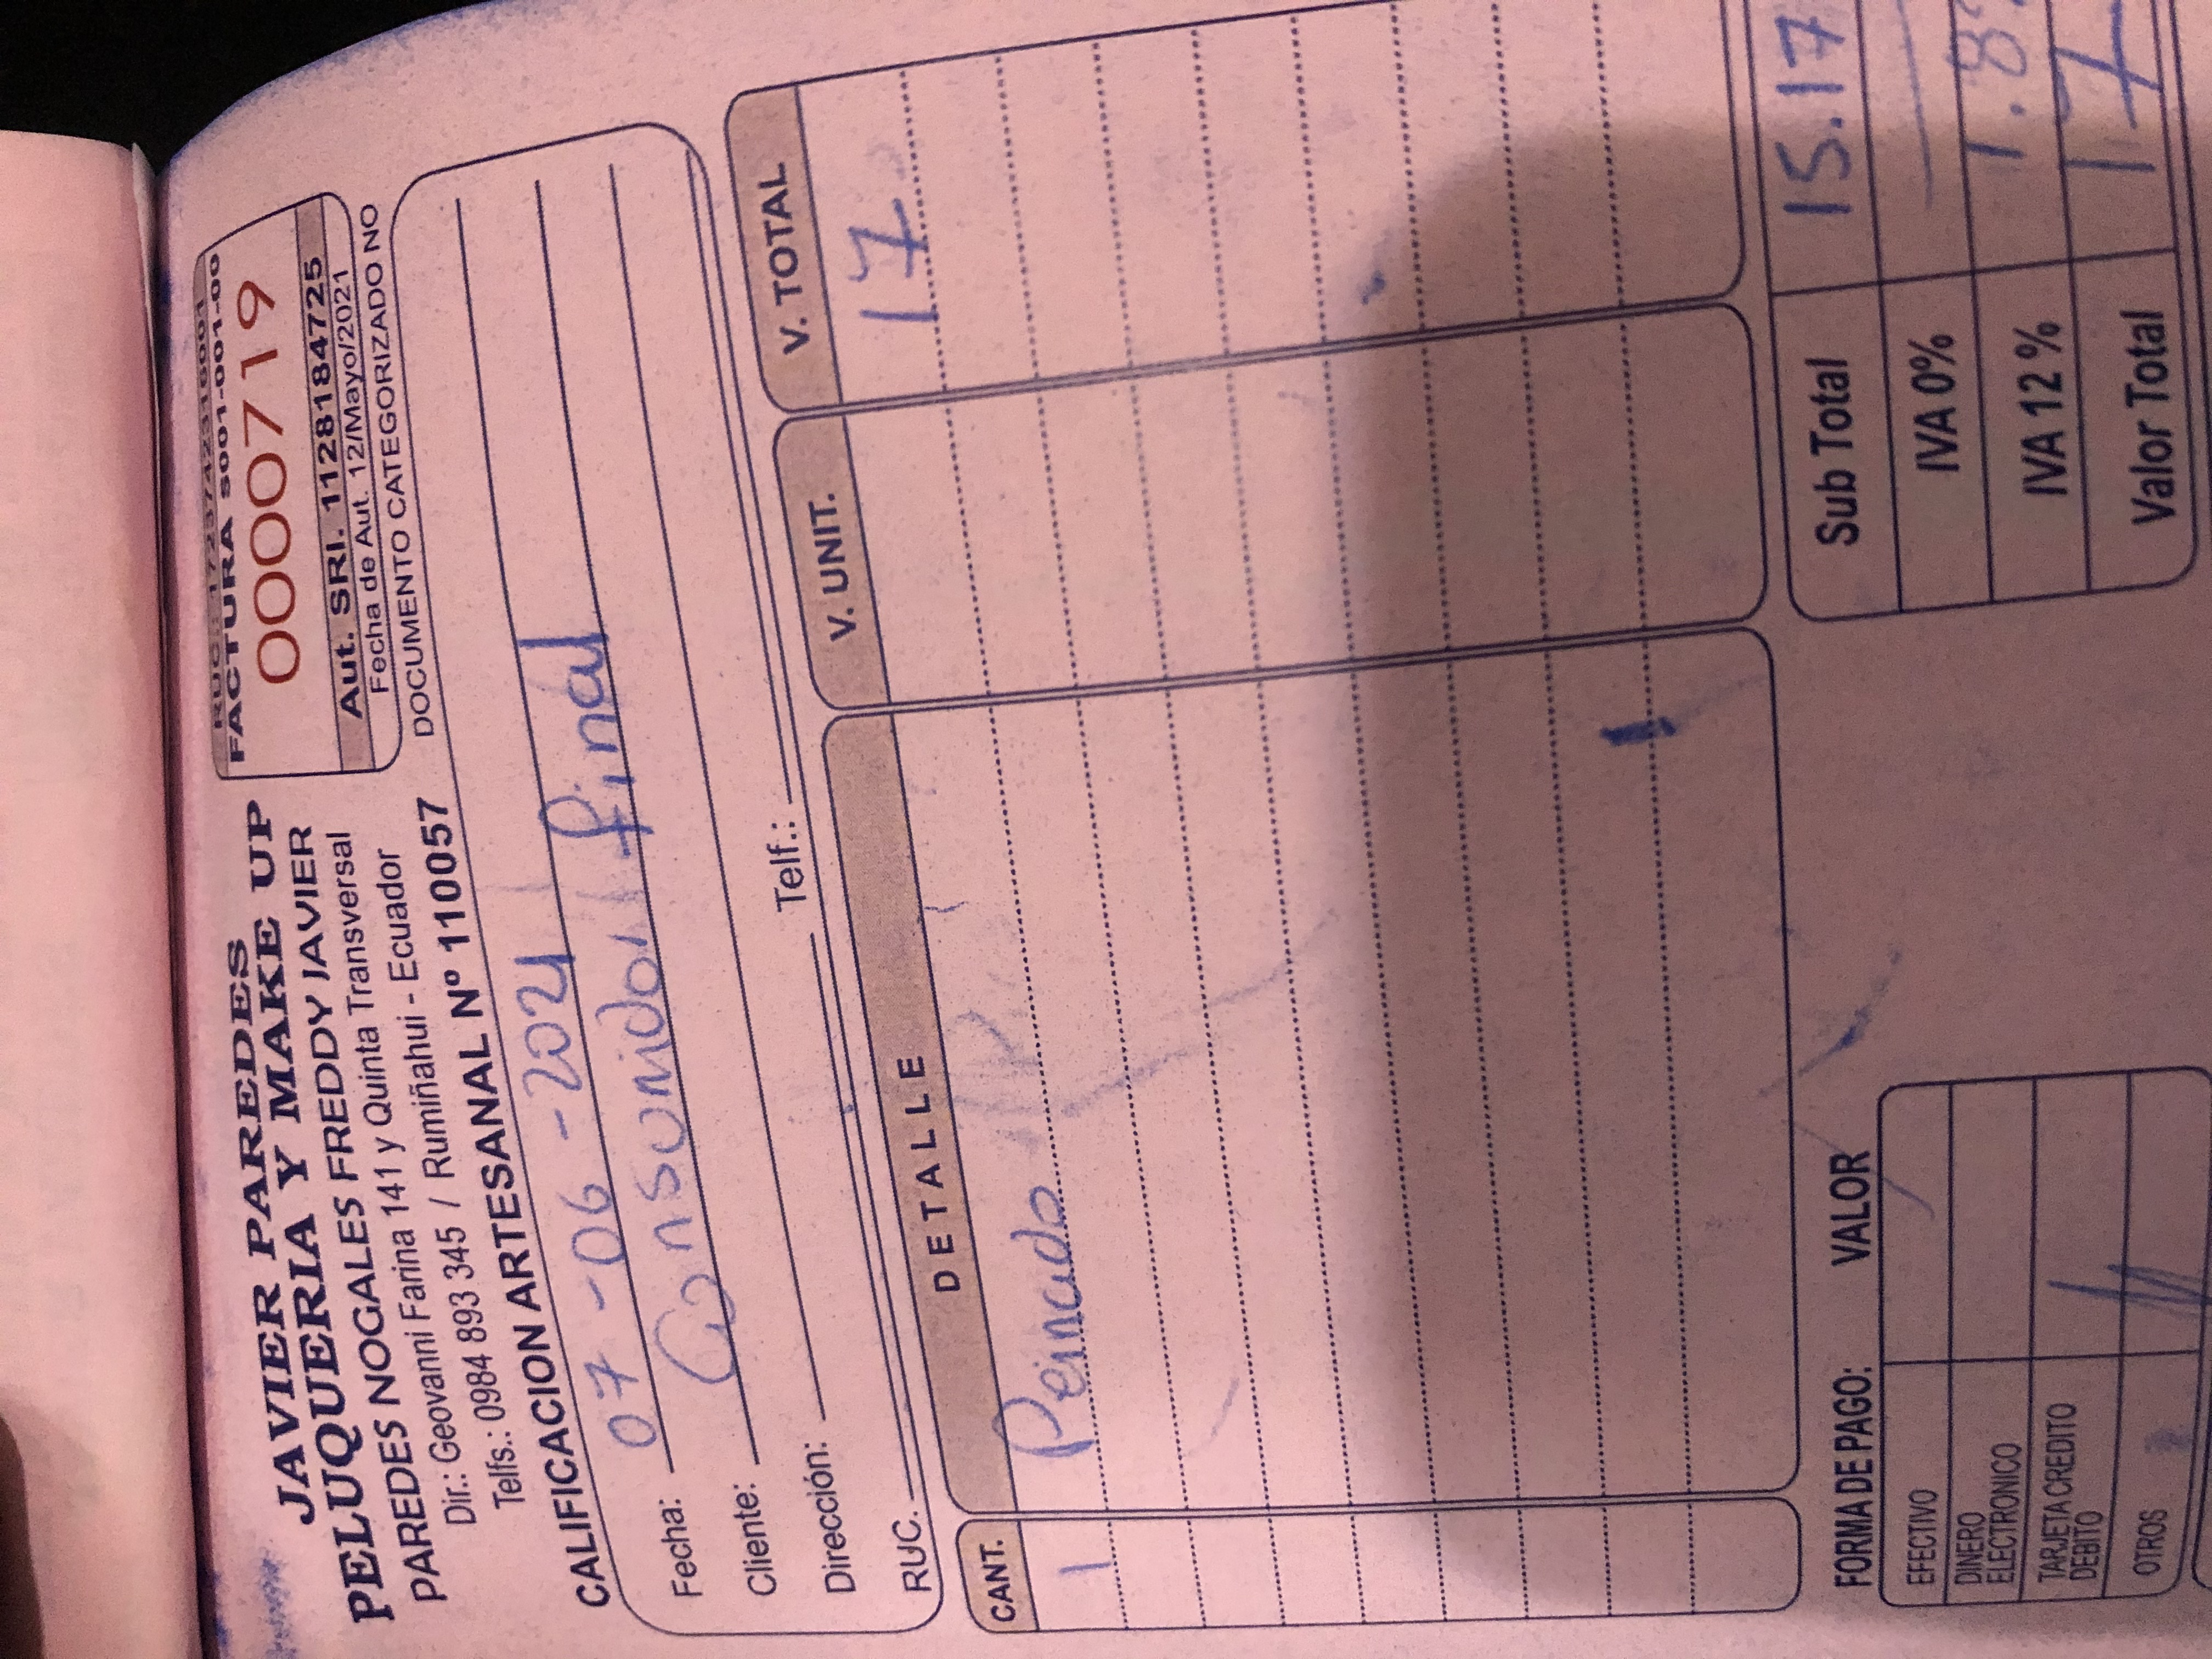 JAVIER PAREDES
PELUQUERIA Y MAKE UP
PAREDES NOGALES FREDDY JAVIER
Dir.: Geovanni Farina 141 y Quinta Transversal
Telfs.: 0984 893 345 / Rumiñahui - Ecuador
CALIFICACION ARTESANAL Nº 110057
RUC.: 1723742316001
FACTURA S001-001-00
0000719
Aut. SRI. 1128184725
Fecha de Aut. 12/Mayo/2021
DOCUMENTO CATEGORIZADO NO
Fecha: 07-06-2021
Cliente: Consumidor final
Dirección:
RUC. Telf.:
CANT. DETALLE V. UNIT. V. TOTAL
1 Peinado 17
FORMA DE PAGO: VALOR
EFECTIVO
DINERO ELECTRONICO
TARJETA CREDITO DEBITO
OTROS
Sub Total 15.17
IVA 0% —
IVA 12 % 1.8
Valor Total 17